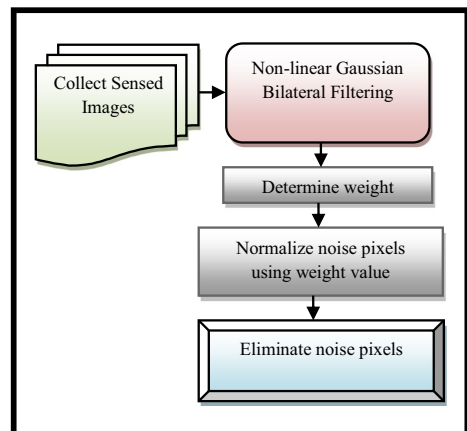 Collect Sensed
Images
Non-linear Gaussian
Bilateral Filtering
Determine weight
Normalize noise pixels
using weight value
Eliminate noise pixels